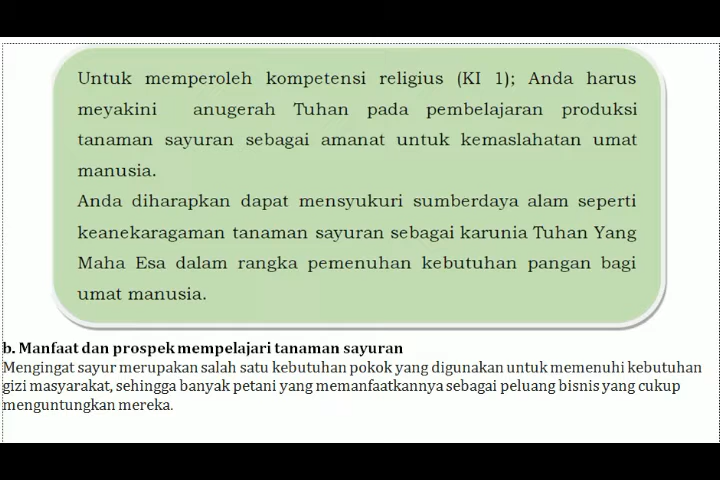 Untuk memperoleh kompetensi religius (KI 1); Anda harus
meyakini anugerah Tuhan pada pembelajaran produksi
tanaman sayuran sebagai amanat untuk kemaslahatan umat
manusia.
Anda diharapkan dapat mensyukuri sumberdaya alam seperti
keanekaragaman tanaman sayuran sebagai karunia Tuhan Yang
Maha Esa dalam rangka pemenuhan kebutuhan pangan bagi
umat manusia.
b. Manfaat dan prospek mempelajari tanaman sayuran
Mengingat sayur merupakan salah satu kebutuhan pokok yang digunakan untuk memenuhi kebutuhan
gizi masyarakat, sehingga banyak petani yang memanfaatkannya sebagai peluang bisnis yang cukup
menguntungkan mereka.